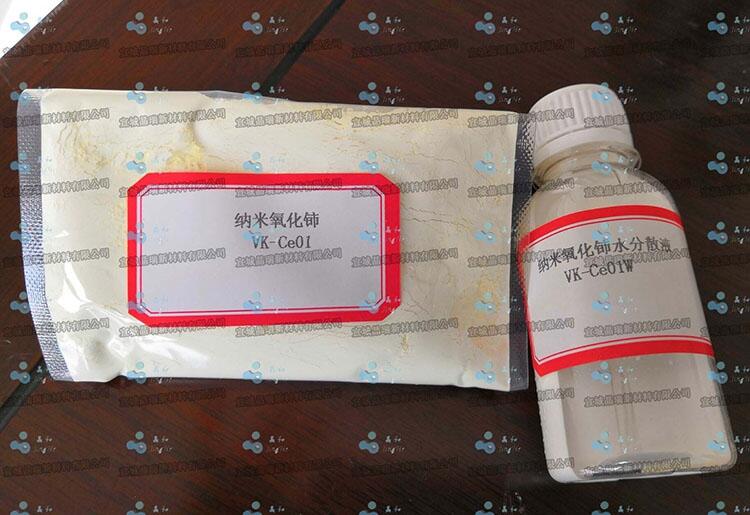 纳米氧化铈
VK-Ce01
纳米氧化铈水分散液
VK-Ce01W
宣城晶瑞新材料有限公司